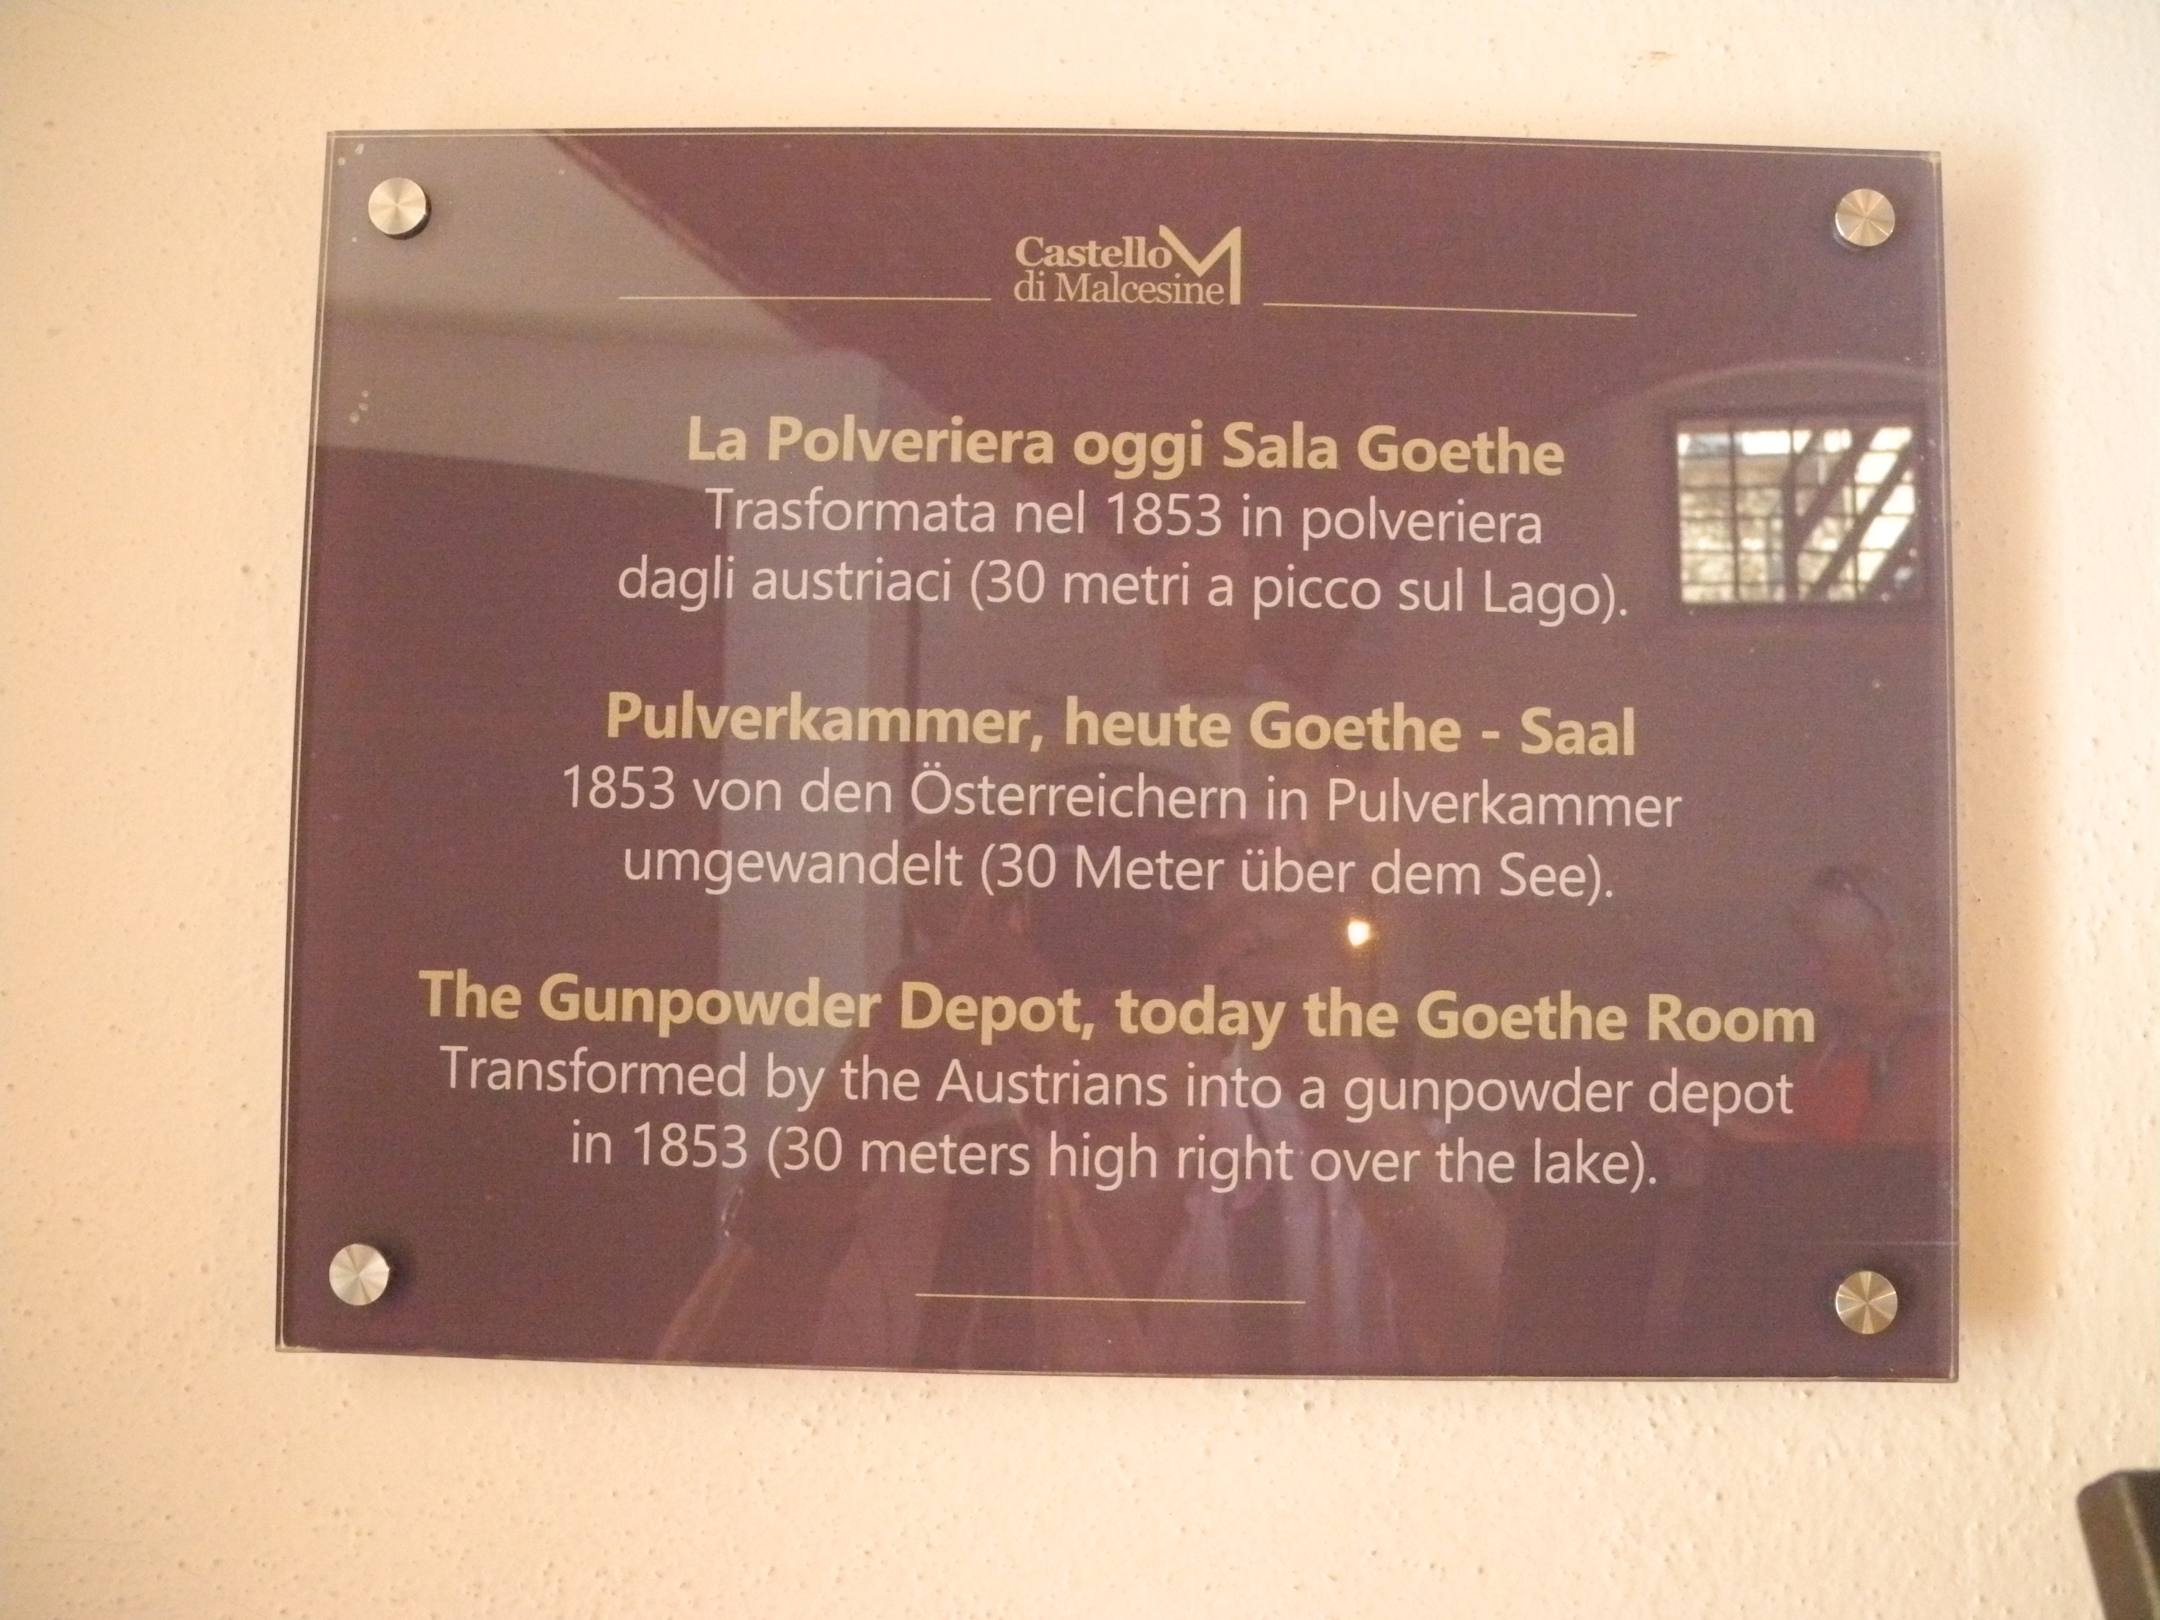 Castello M
di Malcesine
La Polveriera oggi Sala Goethe
Trasformata nel 1853 in polveriera
dagli austriaci (30 metri a picco sul Lago).
Pulverkammer, heute Goethe - Saal
1853 von den Österreichern in Pulverkammer
umgewandelt (30 Meter über dem See).
The Gunpowder Depot, today the Goethe Room
Transformed by the Austrians into a gunpowder depot
in 1853 (30 meters high right over the lake).